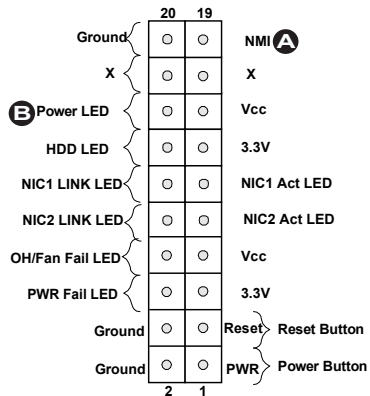 20 19
Ground NMI A
X X
B Power LED Vcc
HDD LED 3.3V
NIC1 LINK LED NIC1 Act LED
NIC2 LINK LED NIC2 Act LED
OH/Fan Fail LED Vcc
PWR Fail LED 3.3V
Ground Reset Reset Button
Ground PWR Power Button
2 1